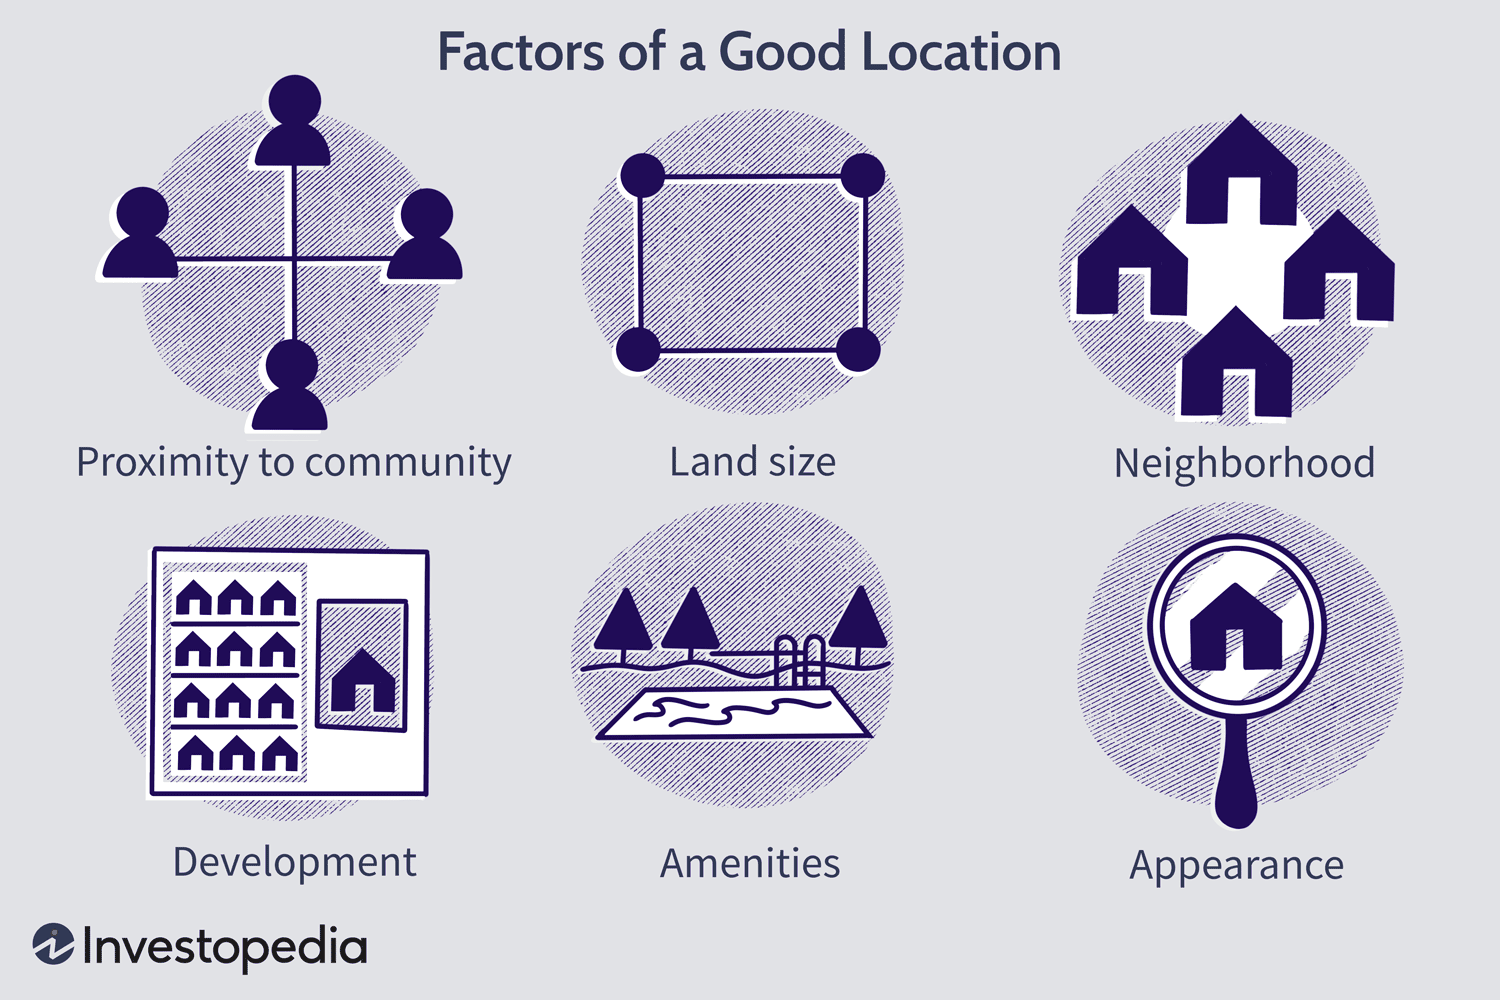 Factors of a Good Location
Proximity to community
Land size
Neighborhood
Development
Amenities
Appearance
Investopedia